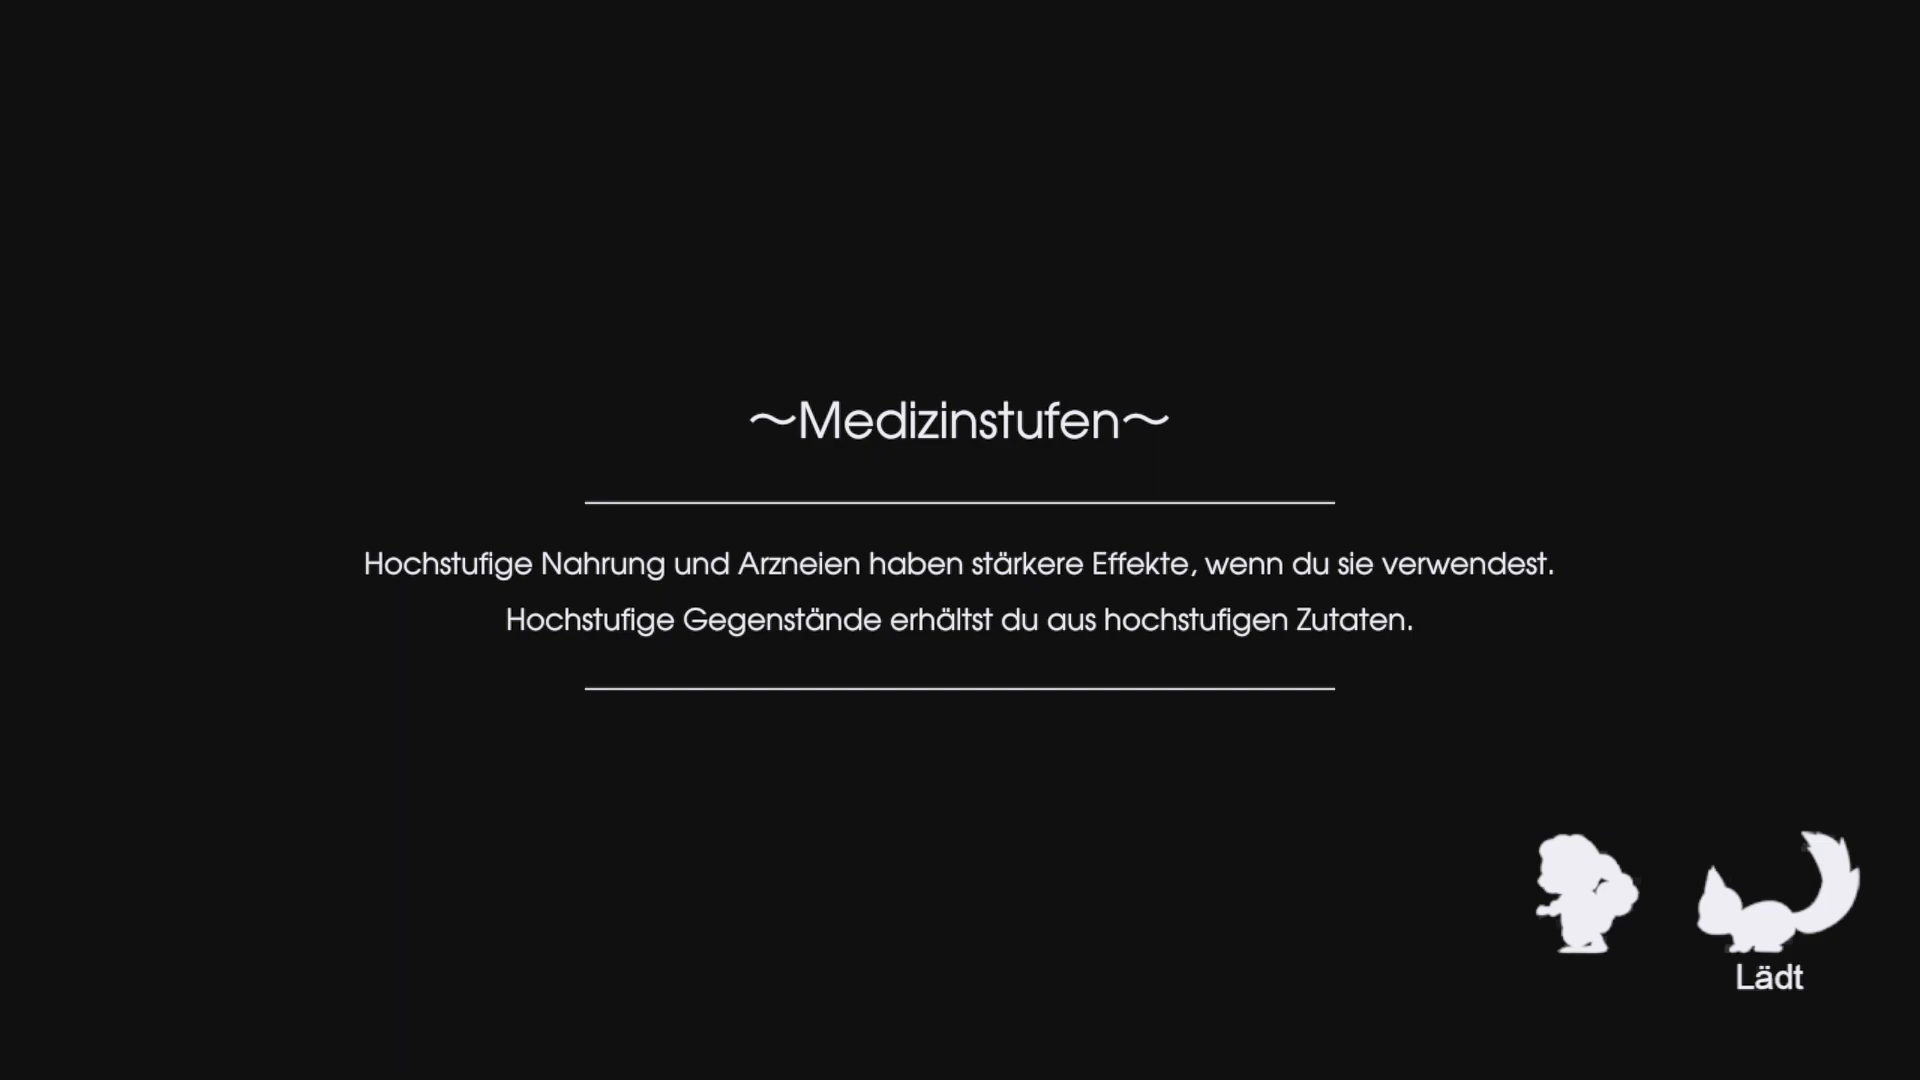 ～Medizinstufen～
Hochstufige Nahrung und Arzneien haben stärkere Effekte, wenn du sie verwendest.
Hochstufige Gegenstände erhältst du aus hochstufigen Zutaten.
Lädt